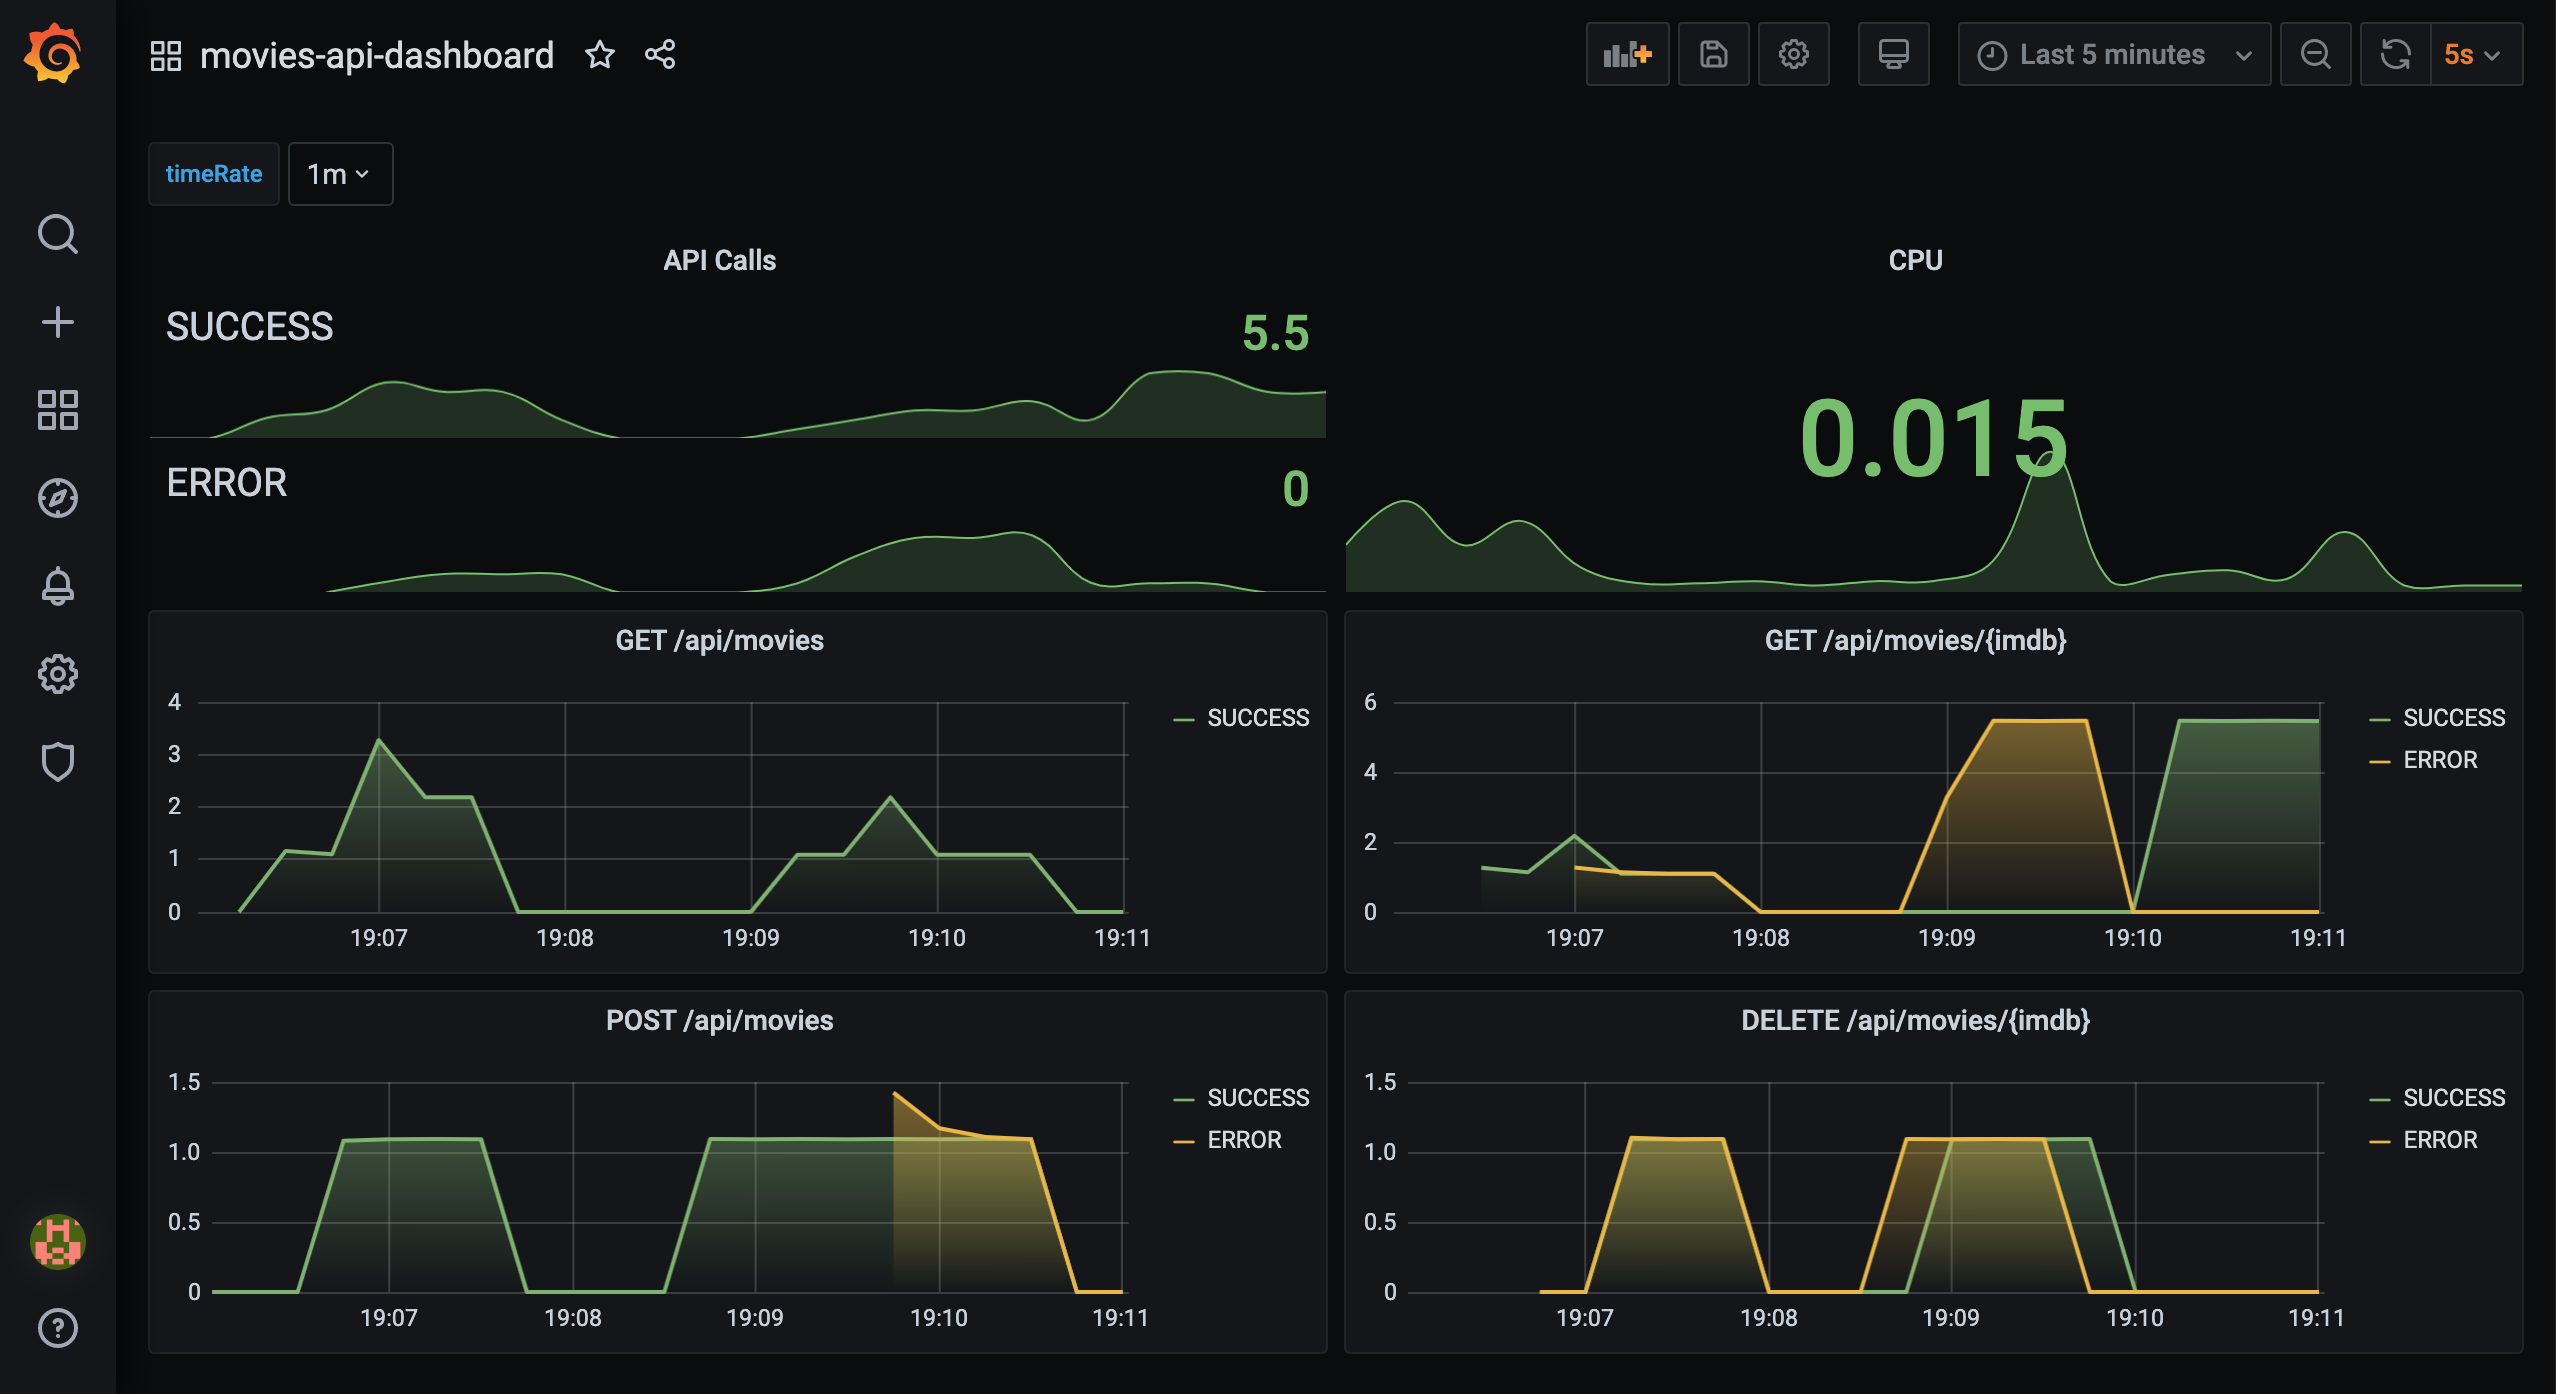 movies-api-dashboard
Last 5 minutes
5s
timeRate
1m
API Calls
SUCCESS
5.5
ERROR
0
CPU
0.015
GET /api/movies
4
3
2
1
0
19:07 19:08 19:09 19:10 19:11
SUCCESS
GET /api/movies/{imdb}
6
4
2
0
19:07 19:08 19:09 19:10 19:11
SUCCESS
ERROR
POST /api/movies
1.5
1.0
0.5
0
19:07 19:08 19:09 19:10 19:11
SUCCESS
ERROR
DELETE /api/movies/{imdb}
1.5
1.0
0.5
0
19:07 19:08 19:09 19:10 19:11
SUCCESS
ERROR